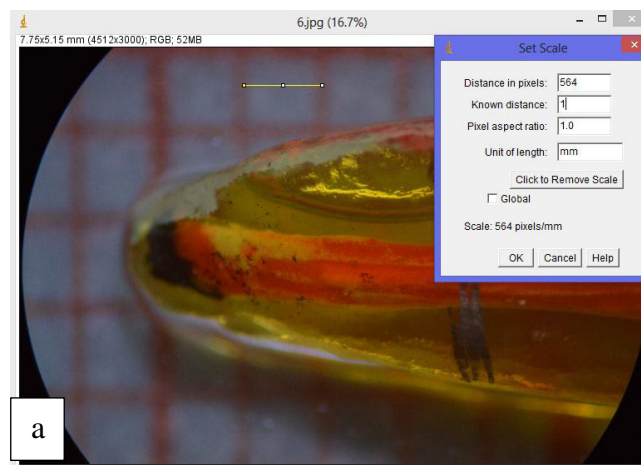 6.jpg (16.7%)
7.75x5.15 mm (4512x3000); RGB; 52MB
Set Scale
Distance in pixels: 564
Known distance: 1
Pixel aspect ratio: 1.0
Unit of length: mm
Click to Remove Scale
Global
Scale: 564 pixels/mm
OK Cancel Help
a